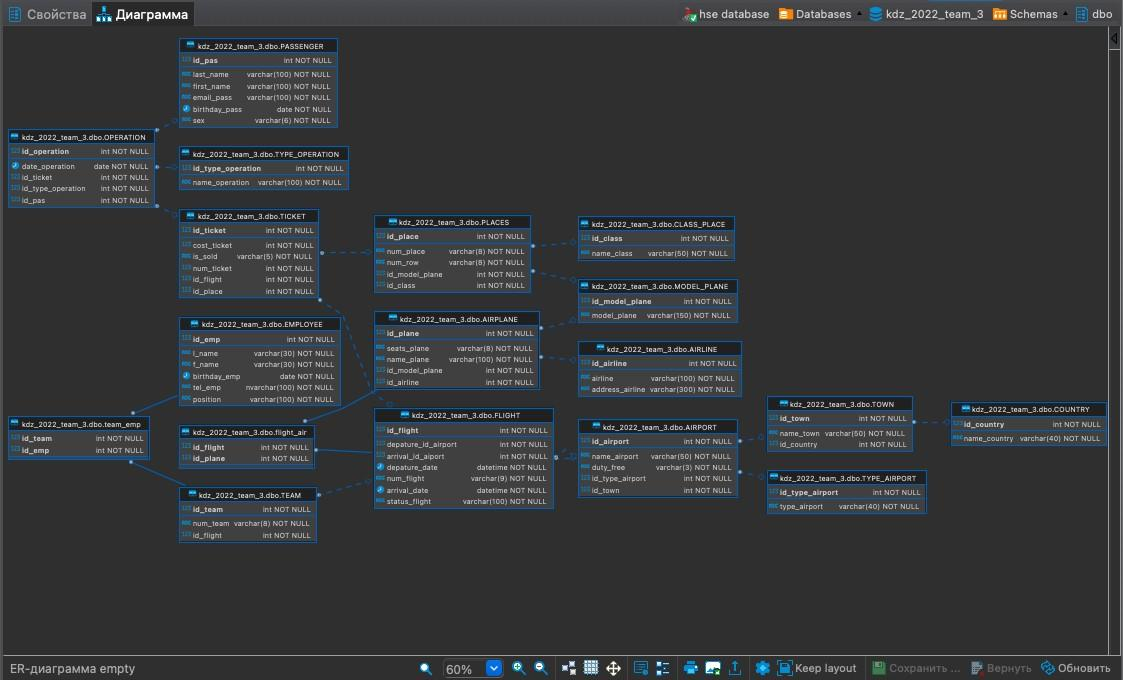 Свойства
Диаграмма
hse database
Databases
kdz_2022_team_3
Schemas
dbo
kdz_2022_team_3.dbo.PASSENGER
id_pas int NOT NULL
last_name varchar(100) NOT NULL
first_name varchar(100) NOT NULL
email_pass varchar(100) NOT NULL
birthday_pass date NOT NULL
sex varchar(6) NOT NULL
kdz_2022_team_3.dbo.OPERATION
id_operation int NOT NULL
date_operation date NOT NULL
id_ticket int NOT NULL
id_type_operation int NOT NULL
id_pas int NOT NULL
kdz_2022_team_3.dbo.TYPE_OPERATION
id_type_operation int NOT NULL
name_operation varchar(100) NOT NULL
kdz_2022_team_3.dbo.TICKET
id_ticket int NOT NULL
cost_ticket int NOT NULL
is_sold varchar(5) NOT NULL
num_ticket int NOT NULL
id_flight int NOT NULL
id_place int NOT NULL
kdz_2022_team_3.dbo.PLACES
id_place int NOT NULL
num_place varchar(8) NOT NULL
num_row varchar(8) NOT NULL
id_model_plane int NOT NULL
id_class int NOT NULL
kdz_2022_team_3.dbo.CLASS_PLACE
id_class int NOT NULL
name_class varchar(50) NOT NULL
kdz_2022_team_3.dbo.MODEL_PLANE
id_model_plane int NOT NULL
model_plane varchar(150) NOT NULL
kdz_2022_team_3.dbo.EMPLOYEE
id_emp int NOT NULL
l_name varchar(30) NOT NULL
f_name varchar(30) NOT NULL
birthday_emp date NOT NULL
tel_emp nvarchar(100) NOT NULL
position varchar(100) NOT NULL
kdz_2022_team_3.dbo.AIRPLANE
id_plane int NOT NULL
seats_plane varchar(8) NOT NULL
name_plane varchar(100) NOT NULL
id_model_plane int NOT NULL
id_airline int NOT NULL
kdz_2022_team_3.dbo.AIRLINE
id_airline int NOT NULL
airline varchar(100) NOT NULL
address_airline varchar(300) NOT NULL
kdz_2022_team_3.dbo.team_emp
id_team int NOT NULL
id_emp int NOT NULL
kdz_2022_team_3.dbo.flight_air
id_flight int NOT NULL
id_plane int NOT NULL
kdz_2022_team_3.dbo.FLIGHT
id_flight int NOT NULL
depature_id_airport int NOT NULL
arrival_id_airport int NOT NULL
depature_date datetime NOT NULL
num_flight varchar(9) NOT NULL
arrival_date datetime NOT NULL
status_flight varchar(100) NOT NULL
kdz_2022_team_3.dbo.AIRPORT
id_airport int NOT NULL
name_airport varchar(50) NOT NULL
duty_free varchar(3) NOT NULL
id_type_airport int NOT NULL
id_town int NOT NULL
kdz_2022_team_3.dbo.TOWN
id_town int NOT NULL
name_town varchar(50) NOT NULL
id_country int NOT NULL
kdz_2022_team_3.dbo.COUNTRY
id_country int NOT NULL
name_country varchar(40) NOT NULL
kdz_2022_team_3.dbo.TYPE_AIRPORT
id_type_airport int NOT NULL
type_airport varchar(40) NOT NULL
kdz_2022_team_3.dbo.TEAM
id_team int NOT NULL
num_team varchar(8) NOT NULL
id_flight int NOT NULL
ER-диаграмма empty
60%
Keep layout
Сохранить ...
Вернуть
Обновить